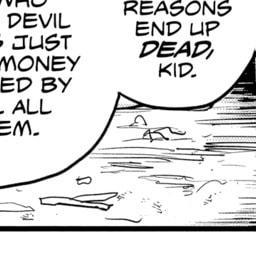 WHO
DEVIL
S JUST
MONEY
ED BY
L ALL
EM.
REASONS
END UP
DEAD,
KID.